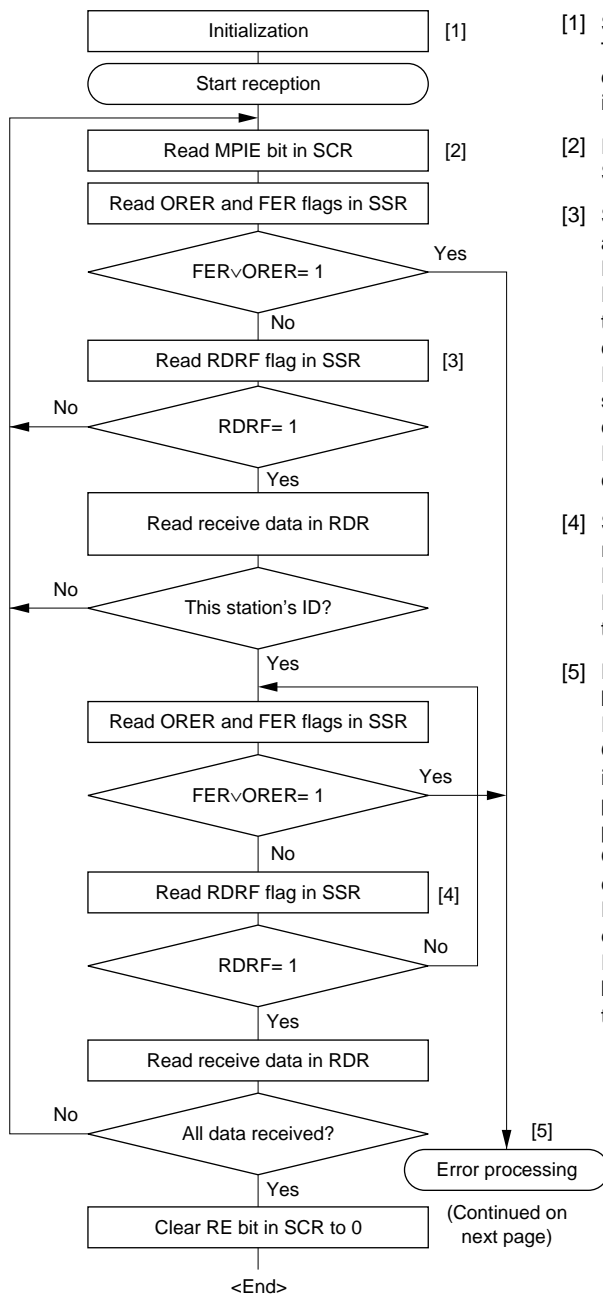 Initialization [1]
Start reception
Read MPIE bit in SCR [2]
Read ORER and FER flags in SSR
FER∨ORER= 1
Yes
No
Read RDRF flag in SSR [3]
No
RDRF= 1
Yes
Read receive data in RDR
No
This station's ID?
Yes
Read ORER and FER flags in SSR
FER∨ORER= 1
Yes
No
Read RDRF flag in SSR [4]
RDRF= 1
No
Yes
Read receive data in RDR
No
All data received?
Yes
[5]
Error processing
(Continued on
next page)
Clear RE bit in SCR to 0
<End>
[1]
[2]
[3]
[4]
[5]